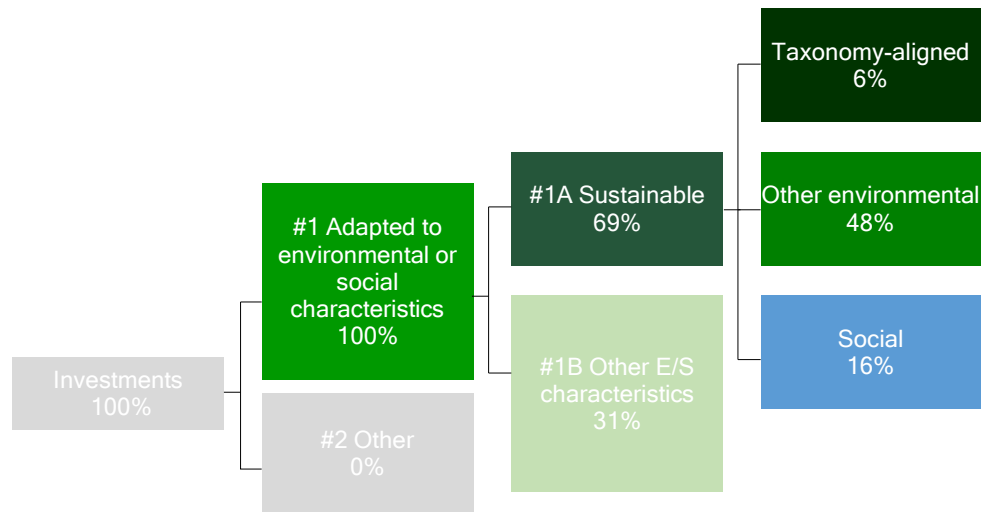 Investments
100%
#1 Adapted to
environmental or
social
characteristics
100%
#2 Other
0%
#1A Sustainable
69%
#1B Other E/S
characteristics
31%
Taxonomy-aligned
6%
Other environmental
48%
Social
16%